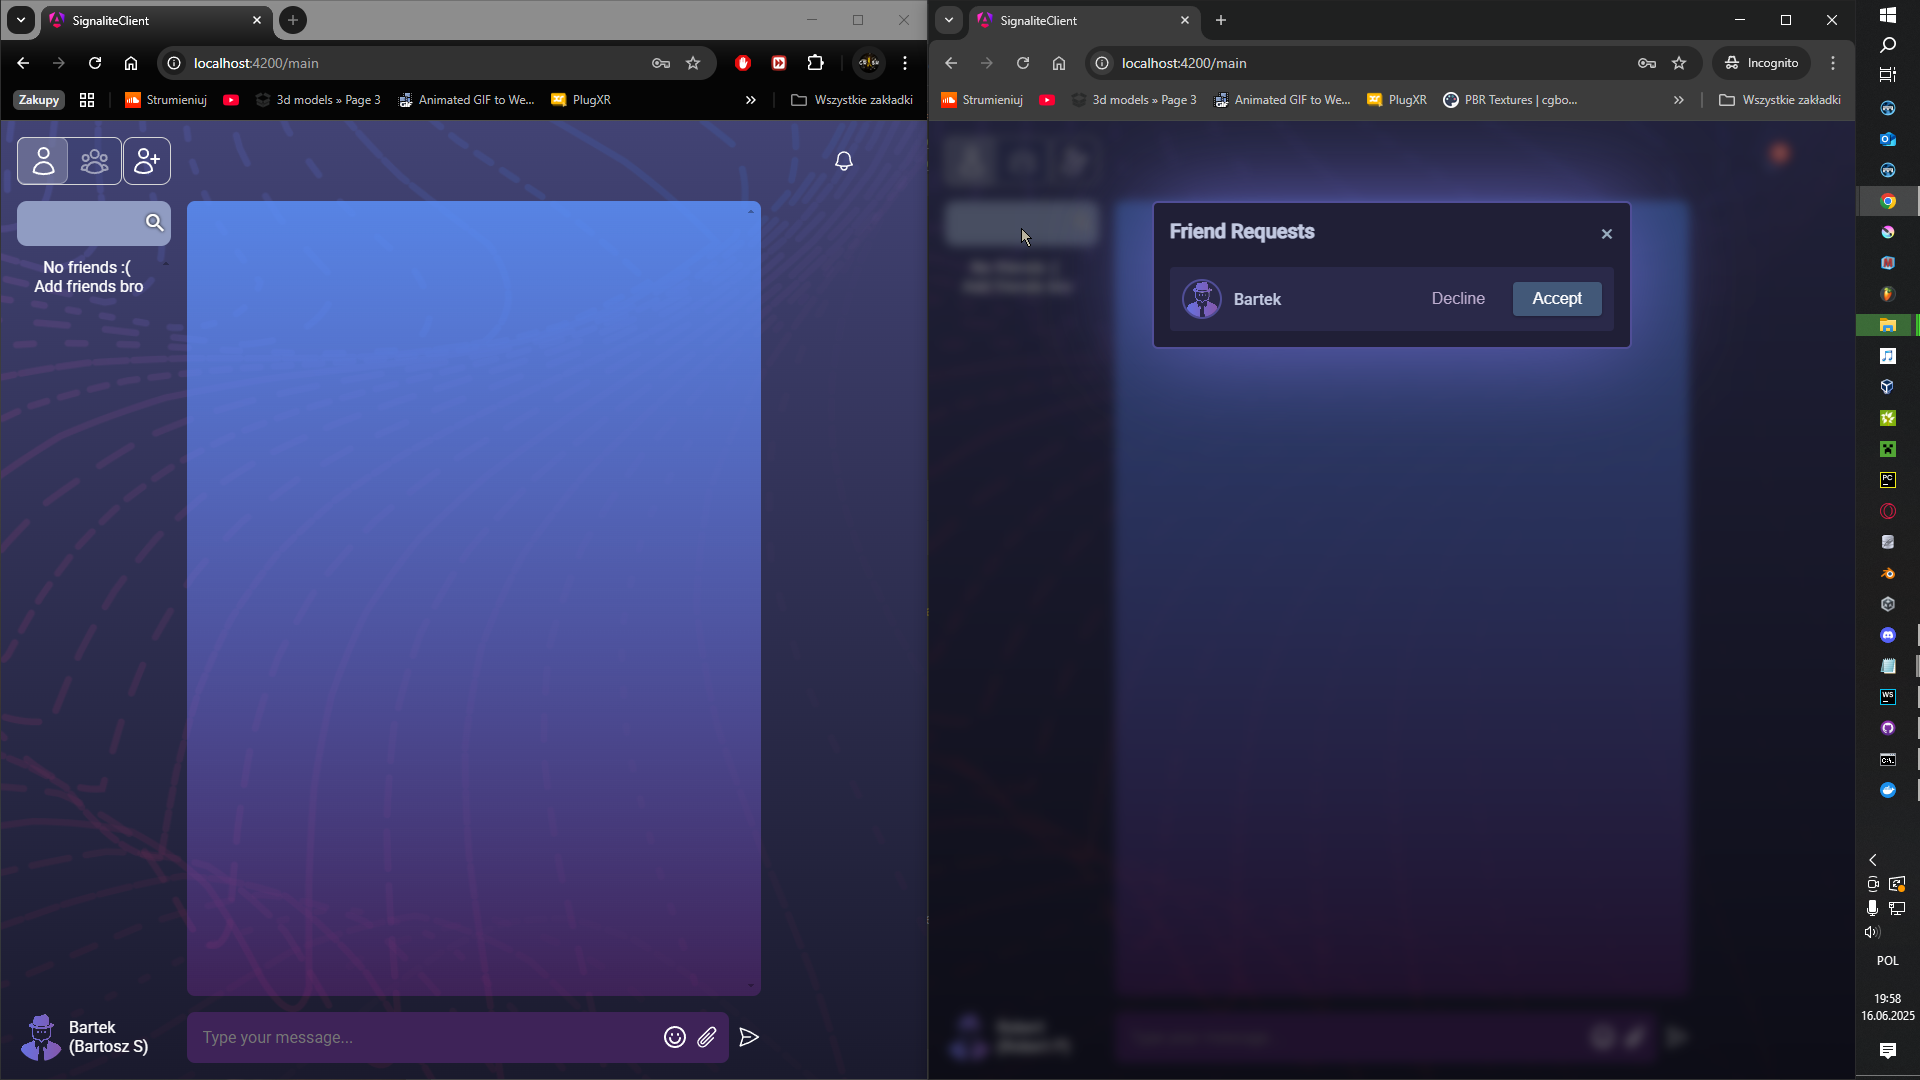 SignaliteClient
localhost:4200/main
Zakupy
Strumieniuj
3d models » Page 3
Animated GIF to We...
PlugXR
»
Wszystkie zakładki
No friends :(
Add friends bro
Bartek
(Bartosz S)
Type your message...
SignaliteClient
localhost:4200/main
Incognito
Strumieniuj
3d models » Page 3
Animated GIF to We...
PlugXR
PBR Textures | cgbo...
»
Wszystkie zakładki
Friend Requests
×
Bartek
Decline
Accept
PC
WS
C:\.
POL
19:58
16.06.2025